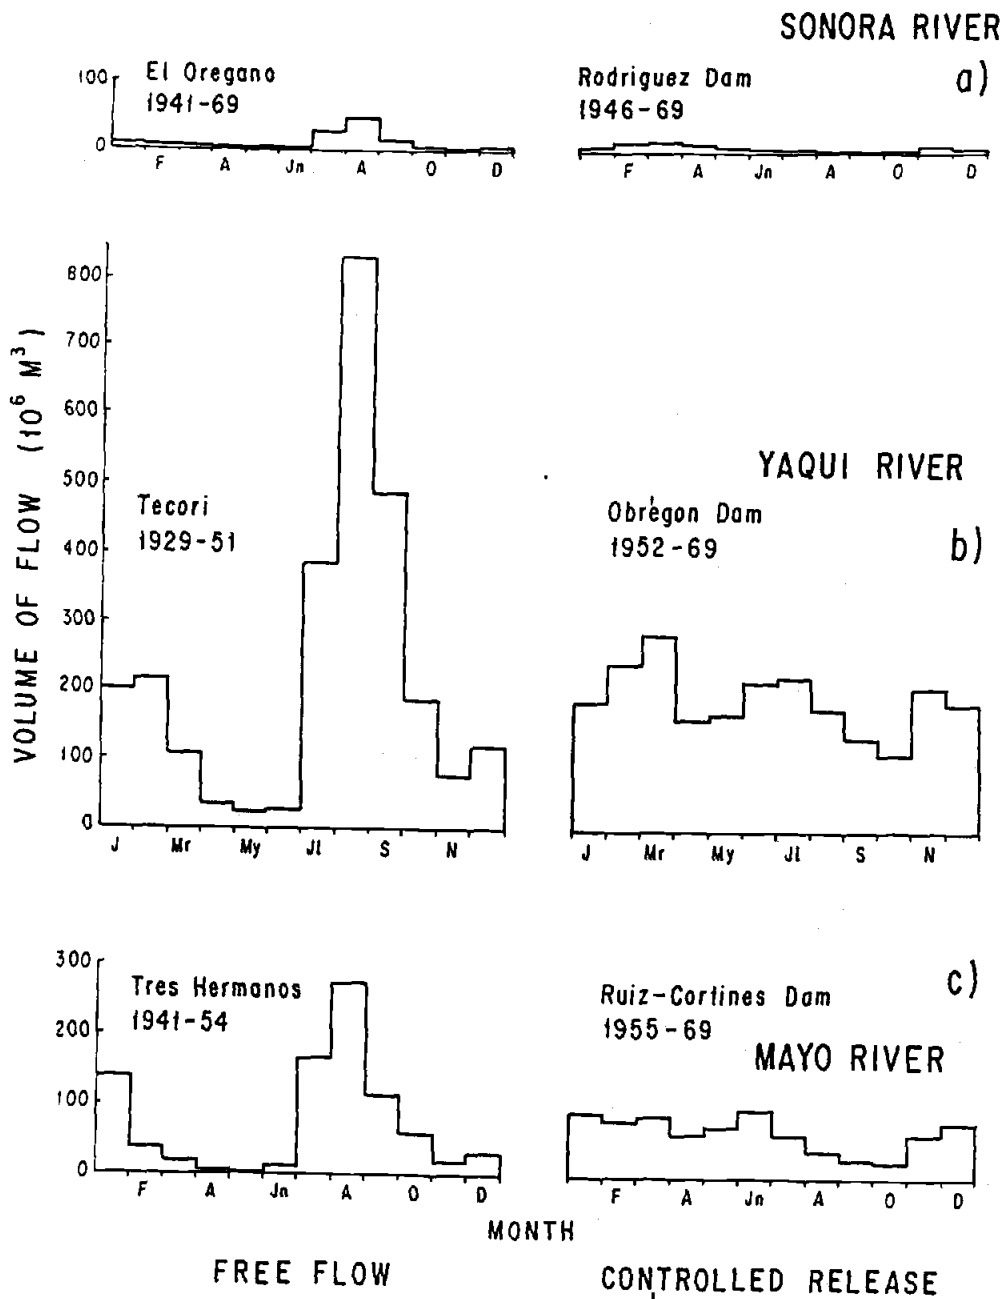 SONORA RIVER
a)
El Oregano
1941-69
100
0
F A Jn A O D
Rodriguez Dam
1946-69
F A Jn A O D
VOLUME OF FLOW (10⁶ M³)
800
700
600
500
400
300
200
100
0
Tecori
1929-51
J Mr My Jl S N
YAQUI RIVER
Obrégon Dam
1952-69
b)
J Mr My Jl S N
300
200
100
0
Tres Hermanos
1941-54
F A Jn A O D
c)
Ruiz-Cortines Dam
1955-69
MAYO RIVER
F A Jn A O D
MONTH
FREE FLOW
CONTROLLED RELEASE